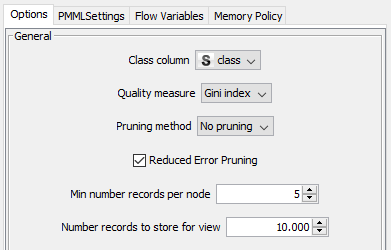 Options PMMLSettings Flow Variables Memory Policy
General
Class column S class
Quality measure Gini index
Pruning method No pruning
Reduced Error Pruning
Min number records per node 5
Number records to store for view 10.000